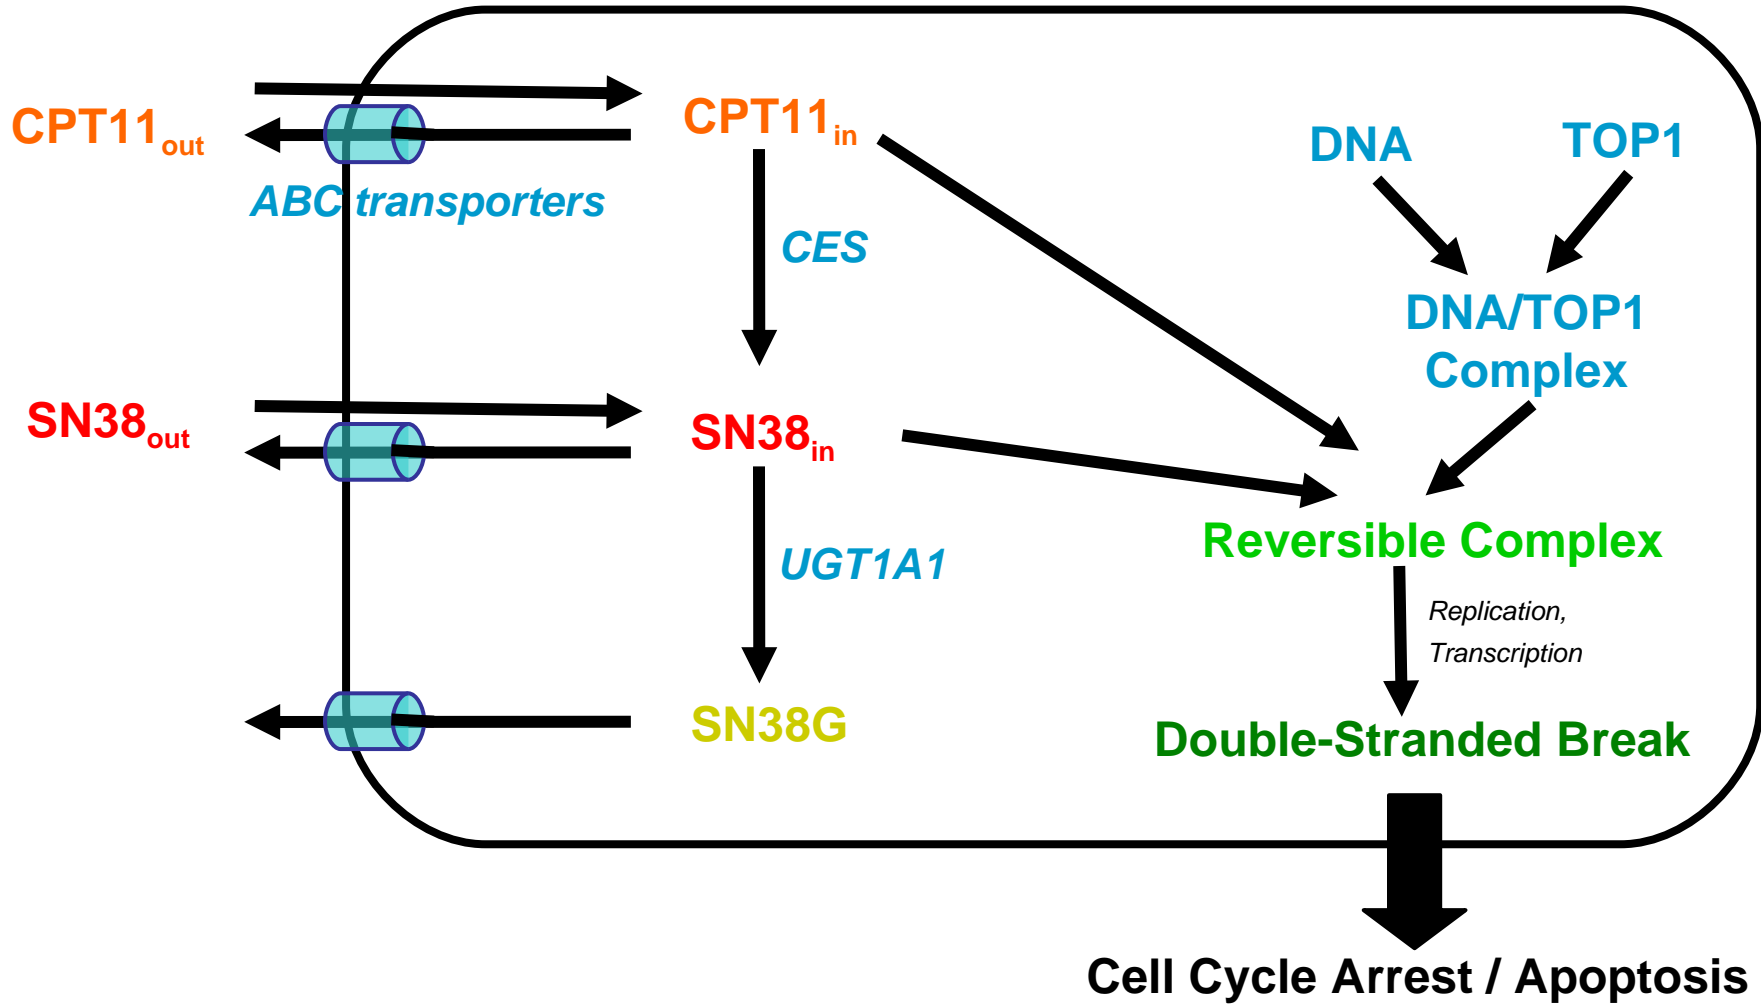 CPT11out
CPT11in
DNA
TOP1
ABC transporters
CES
DNA/TOP1
Complex
SN38out
SN38in
Reversible Complex
UGT1A1
Replication,
Transcription
SN38G
Double-Stranded Break
Cell Cycle Arrest / Apoptosis